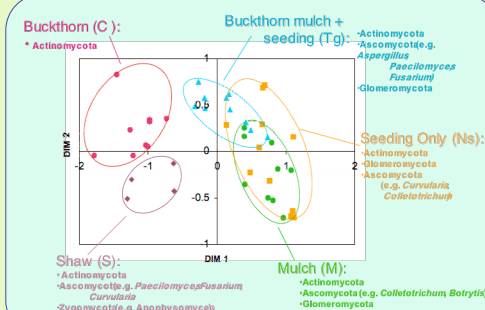 Buckthorn (C ):
* Actinomycota
Buckthorn mulch +
seeding (Tg)
•Actinomycota
•Ascomycota(e.g.
Aspergillus,
Paecilomyces,
Fusarium)
•Glomeromycota
1
0.5
0
-0.5
-1
-2
-1
0
1
2
DIM 2
DIM 1
Seeding Only (Ns):
•Actinomycota
•Glomeromycota
•Ascomycota
(e.g. Curvularia,
Colletotrichum)
Shaw (S):
•Actinomycota
•Ascomycota(e.g. Paecilomyces,Fusarium,
Curvularia
•Zygomycota(e.g. Apophysomyces)
Mulch (M):
•Actinomycota
•Ascomycota(e.g. Colletotrichum, Botrytis)
•Glomeromycota